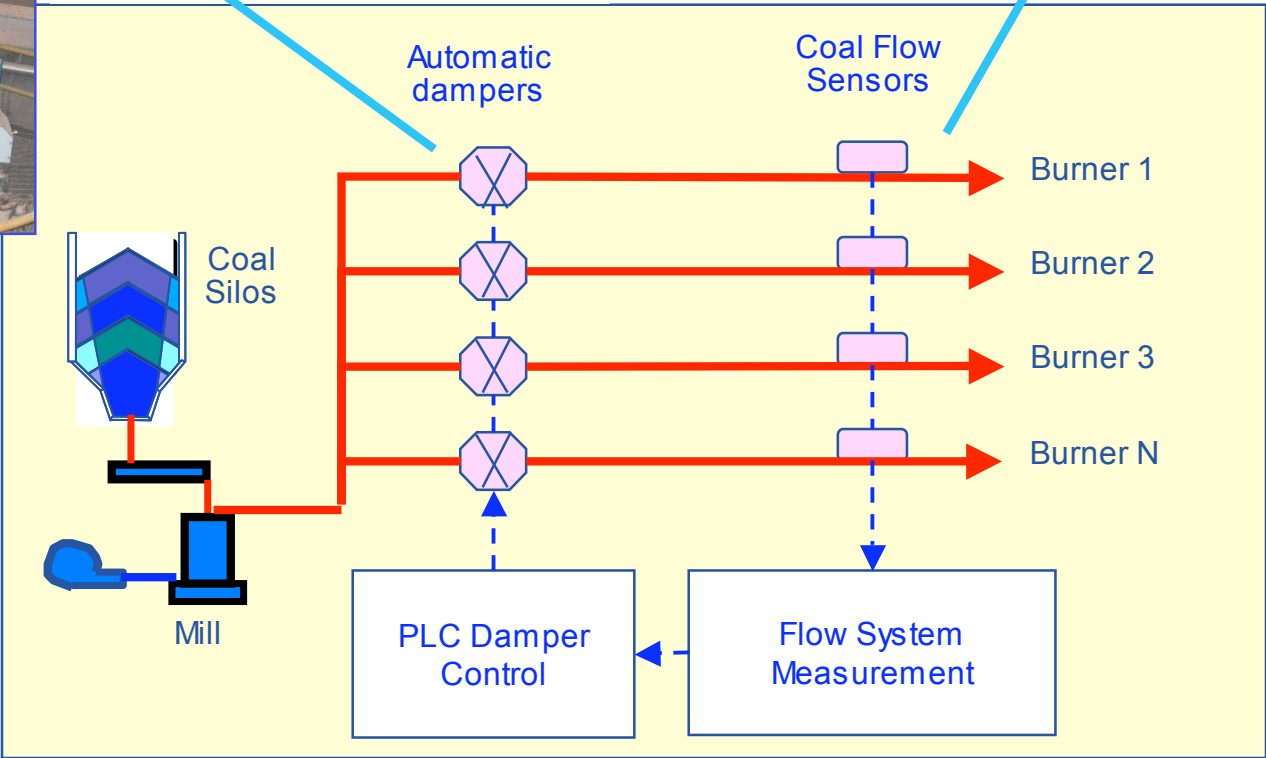 Automatic
dampers
Coal Flow
Sensors
Burner 1
Coal
Silos
Burner 2
Burner 3
Burner N
Mill
PLC Damper
Control
Flow System
Measurement